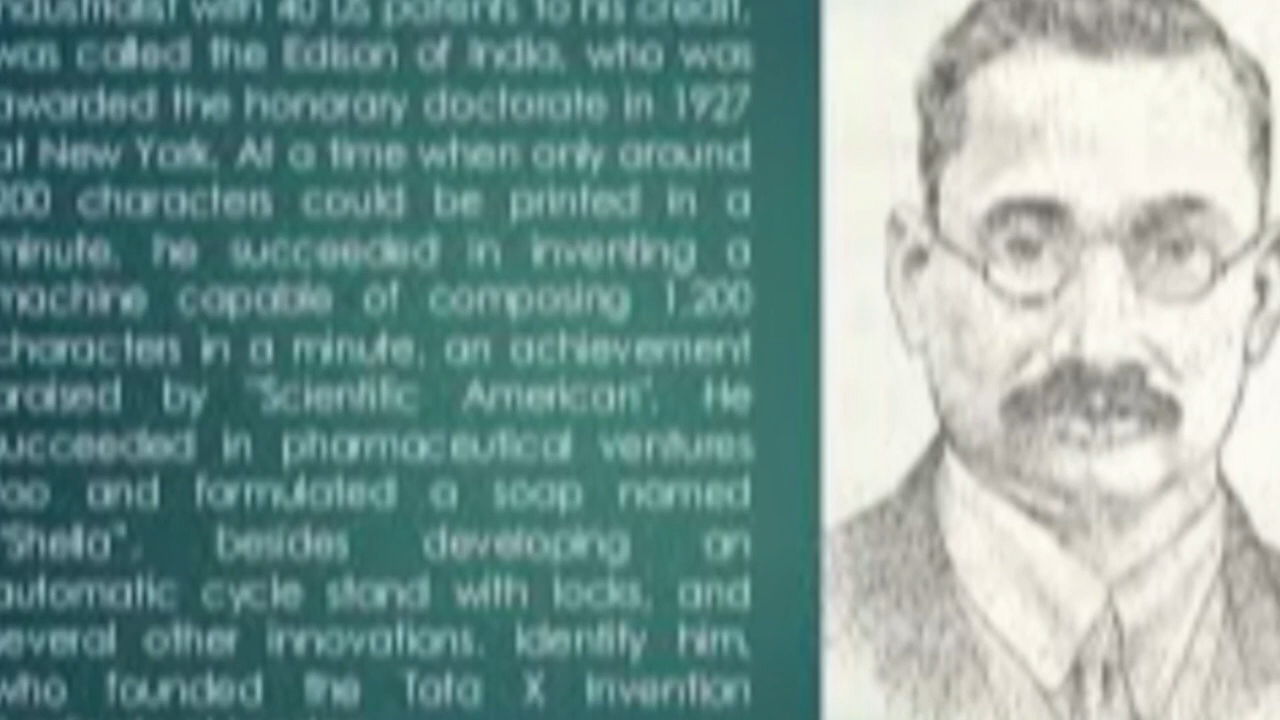 industrialist with 40 US patents to his credit,
was called the Edison of India, who was
awarded the honorary doctorate in 1927
at New York. At a time when only around
200 characters could be printed in a
minute, he succeeded in inventing a
machine capable of composing 1,200
characters in a minute, an achievement
praised by "Scientific American". He
succeeded in pharmaceutical ventures
too and formulated a soap named
"Shella", besides developing an
automatic cycle stand with locks, and
several other innovations. Identify him,
who founded the Tata X Invention